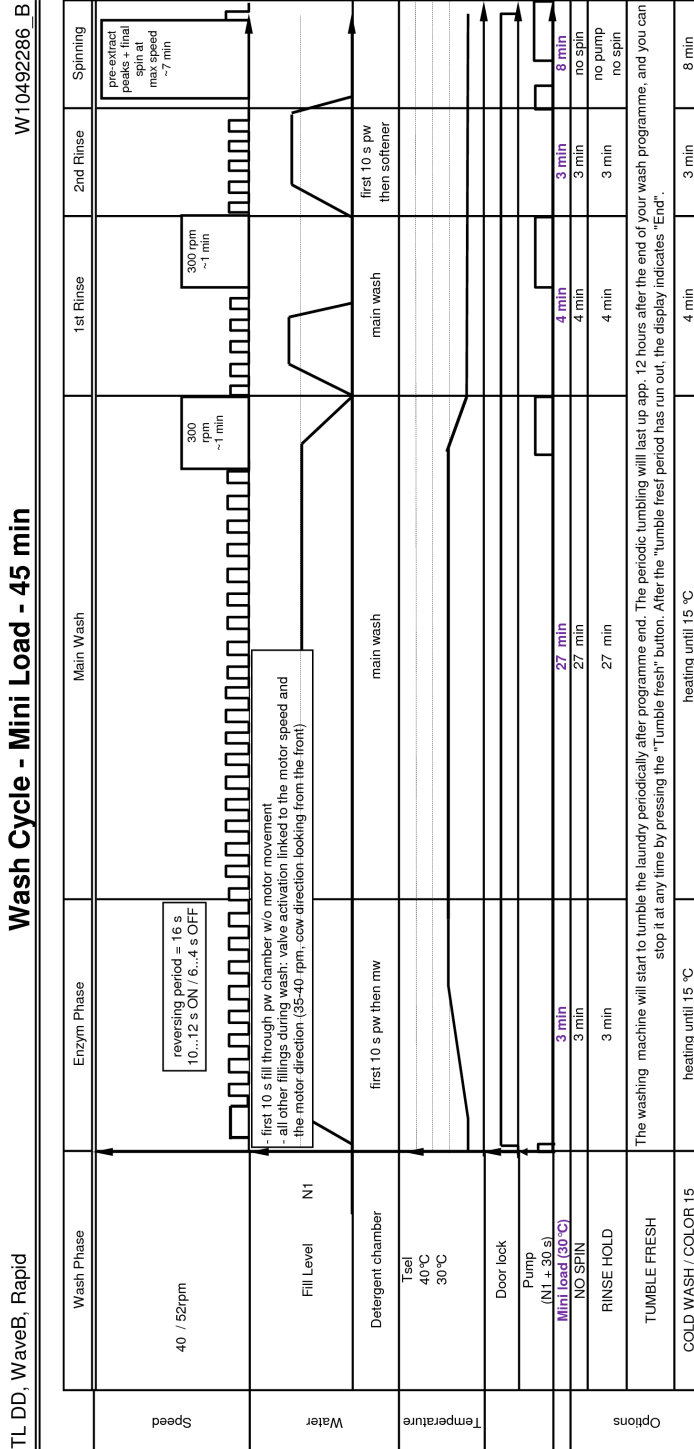 TL DD, WaveB, Rapid
Wash Cycle - Mini Load - 45 min
W10492286_B
Wash Phase
Enzym Phase
Main Wash
1st Rinse
2nd Rinse
Spinning
Speed
40 / 52rpm
reversing period = 16 s
10...12 s ON / 6...4 s OFF
300
rpm
~1 min
300 rpm
~1 min
pre-extract
peaks + final
spin at
max speed
~7 min
Water
Fill Level
N1
- first 10 s fill through pw chamber w/o motor movement
- all other fillings during wash: valve activation linked to the motor speed and
the motor direction (35-40 rpm, ccw direction looking from the front)
Detergent chamber
first 10 s pw then mw
main wash
main wash
first 10 s pw
then softener
Temperature
Tsel
40°C
30°C
Door lock
Pump
(N1 + 30 s)
Options
Mini load (30°C)
3 min
27 min
4 min
3 min
8 min
NO SPIN
3 min
27 min
4 min
3 min
no spin
RINSE HOLD
3 min
27 min
4 min
3 min
no pump
no spin
TUMBLE FRESH
The washing machine will start to tumble the laundry periodically after programme end. The periodic tumbling willl last up app. 12 hours after the end of your wash programme, and you can
stop it at any time by pressing the "Tumble fresh" button. After the "tumble fresf period has run out, the display indicates "End".
COLD WASH / COLOR 15
heating until 15 °C
heating until 15 °C
4 min
3 min
8 min